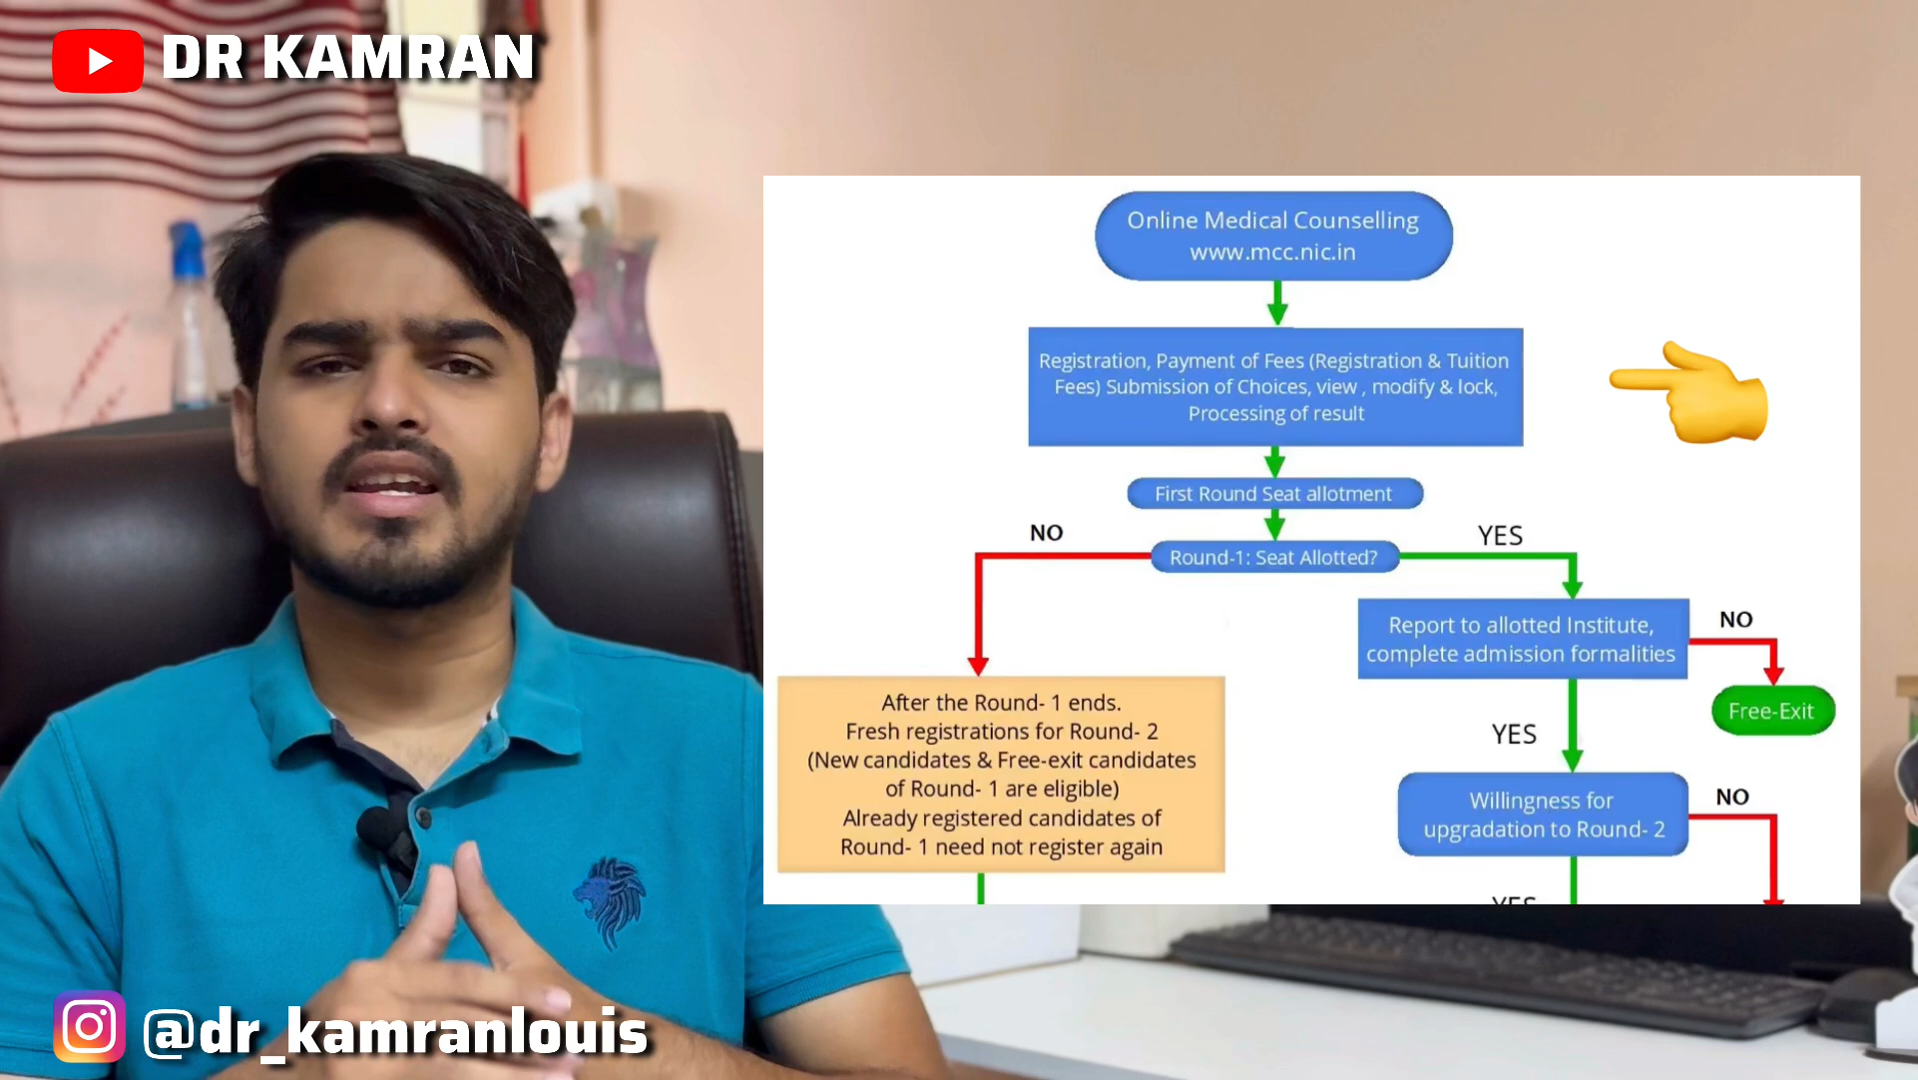 DR KAMRAN
Online Medical Counselling
www.mcc.nic.in
Registration, Payment of Fees (Registration & Tuition
Fees) Submission of Choices, view , modify & lock,
Processing of result
First Round Seat allotment
NO
YES
Round-1: Seat Allotted?
Report to allotted Institute,
complete admission formalities
NO
Free-Exit
After the Round- 1 ends.
Fresh registrations for Round- 2
(New candidates & Free-exit candidates
of Round- 1 are eligible)
Already registered candidates of
Round- 1 need not register again
YES
Willingness for
upgradation to Round- 2
NO
YES
@dr_kamranlouis